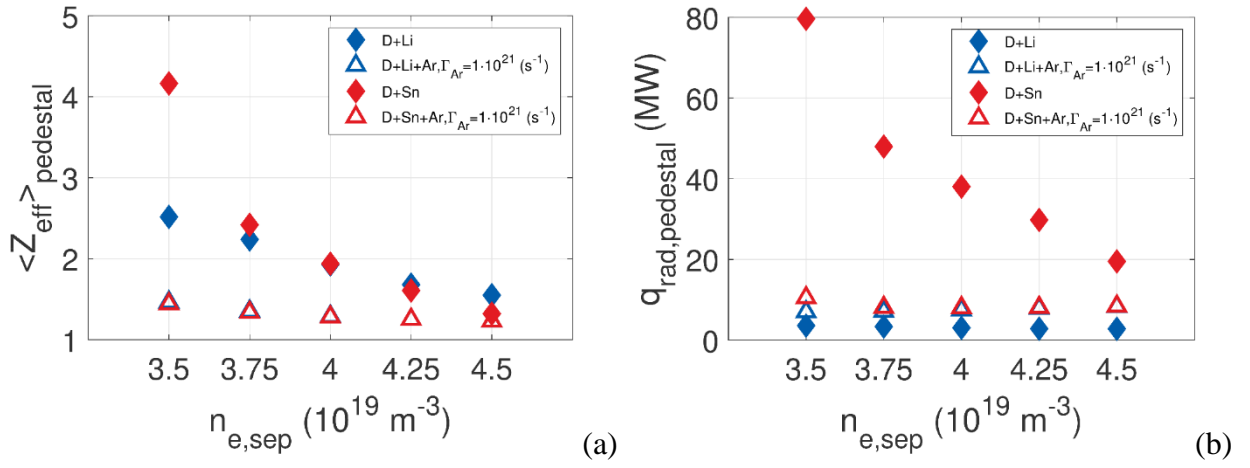 5
4
3
2
1
<Z_eff>_pedestal
D+Li
D+Li+Ar,Γ_Ar=1·10^21 (s^-1)
D+Sn
D+Sn+Ar,Γ_Ar=1·10^21 (s^-1)
3.5 3.75 4 4.25 4.5
n_e,sep (10^19 m^-3)
(a)
80
60
40
20
0
q_rad,pedestal (MW)
D+Li
D+Li+Ar,Γ_Ar=1·10^21 (s^-1)
D+Sn
D+Sn+Ar,Γ_Ar=1·10^21 (s^-1)
3.5 3.75 4 4.25 4.5
n_e,sep (10^19 m^-3)
(b)